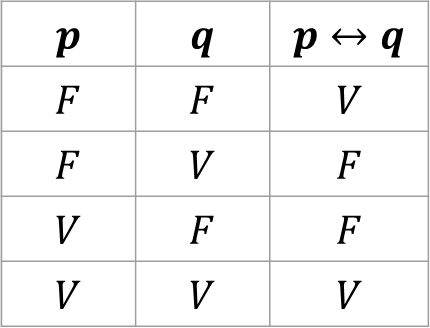 p q p ↔ q
F F V
F V F
V F F
V V V